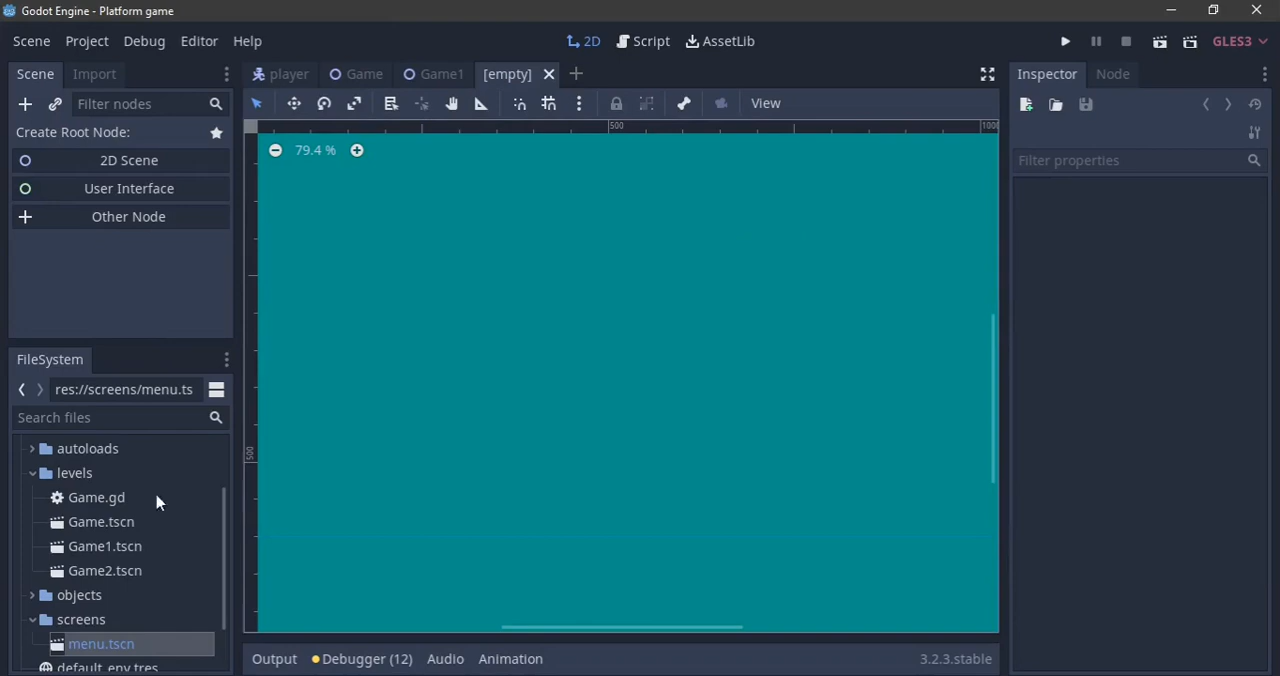 Godot Engine - Platform game
Scene Project Debug Editor Help
2D Script AssetLib
GLES3
Scene Import
player Game Game1 [empty]
Inspector Node
Filter nodes
View
Create Root Node:
2D Scene
User Interface
Other Node
500 1000
79.4 %
500
Filter properties
FileSystem
res://screens/menu.ts
Search files
autoloads
levels
Game.gd
Game.tscn
Game1.tscn
Game2.tscn
objects
screens
menu.tscn
default_env.tres
Output Debugger (12) Audio Animation 3.2.3.stable